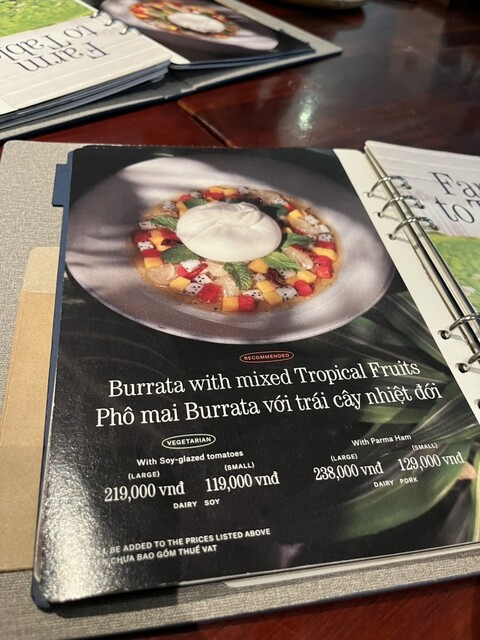 Farm
to Table
RECOMMENDED
Burrata with mixed Tropical Fruits
Phô mai Burrata với trái cây nhiệt đới
VEGETARIAN
With Soy-glazed tomatoes
(LARGE) (SMALL)
219,000 vnđ 119,000 vnđ
DAIRY SOY
With Parma Ham
(LARGE) (SMALL)
238,000 vnđ 129,000 vnđ
DAIRY PORK
BE ADDED TO THE PRICES LISTED ABOVE
CHƯA BAO GỒM THUẾ VAT